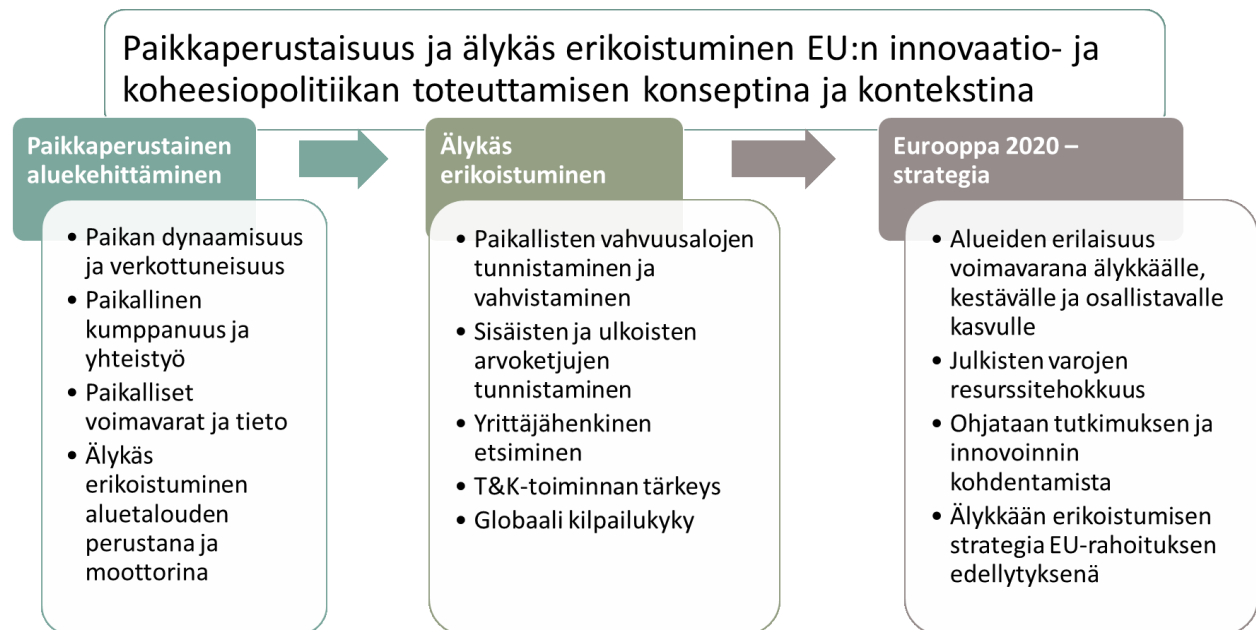 Paikkaperustaisuus ja älykäs erikoistuminen EU:n innovaatio- ja
koheesiopolitiikan toteuttamisen konseptina ja kontekstina
Paikkaperustainen
aluekehittäminen
• Paikan dynaamisuus
ja verkottuneisuus
• Paikallinen
kumppanuus ja
yhteistyö
• Paikalliset
voimavarat ja tieto
• Älykäs
erikoistuminen
aluetalouden
perustana ja
moottorina
Älykäs
erikoistuminen
• Paikallisten vahvuusalojen
tunnistaminen ja
vahvistaminen
• Sisäisten ja ulkoisten
arvoketjujen
tunnistaminen
• Yrittäjähenkinen
etsiminen
• T&K-toiminnan tärkeys
• Globaali kilpailukyky
Eurooppa 2020 –
strategia
• Alueiden erilaisuus
voimavarana älykkäälle,
kestävälle ja osallistavalle
kasvulle
• Julkisten varojen
resurssitehokkuus
• Ohjataan tutkimuksen ja
innovoinnin
kohdentamista
• Älykkään erikoistumisen
strategia EU-rahoituksen
edellytyksenä